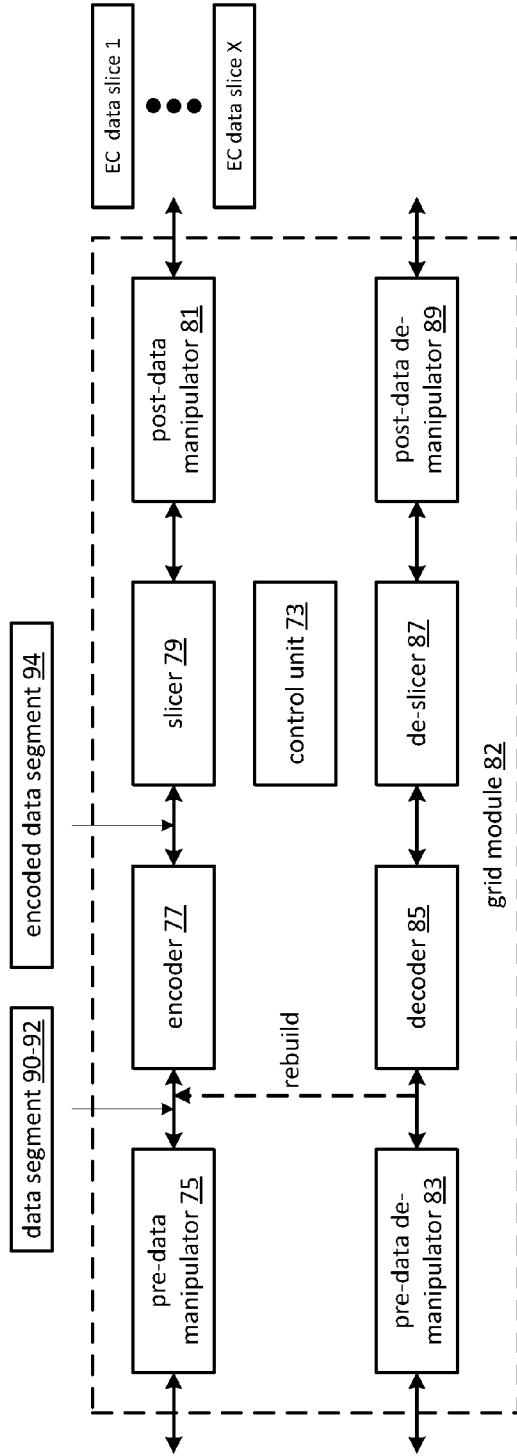 data segment 90-92
encoded data segment 94
pre-data
manipulator 75
encoder 77
slicer 79
post-data
manipulator 81
EC data slice 1
EC data slice X
rebuild
control unit 73
pre-data de-
manipulator 83
decoder 85
de-slicer 87
post-data de-
manipulator 89
grid module 82